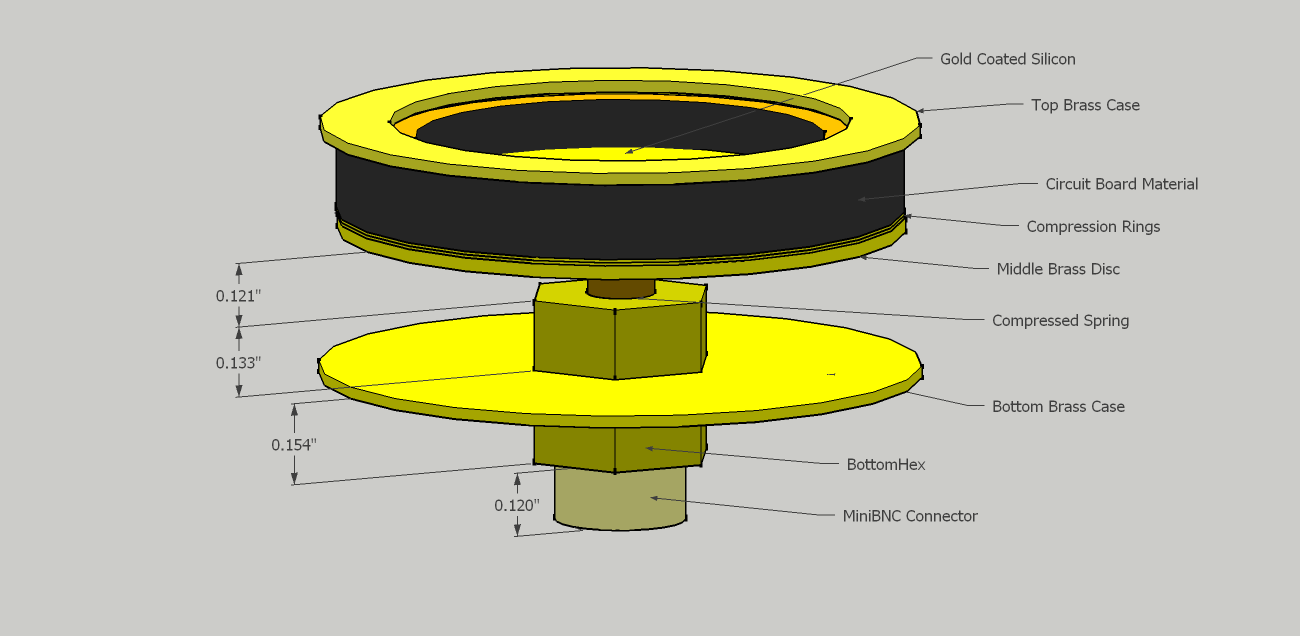 Gold Coated Silicon
Top Brass Case
Circuit Board Material
Compression Rings
Middle Brass Disc
0.121"
Compressed Spring
0.133"
Bottom Brass Case
0.154"
BottomHex
0.120"
MiniBNC Connector